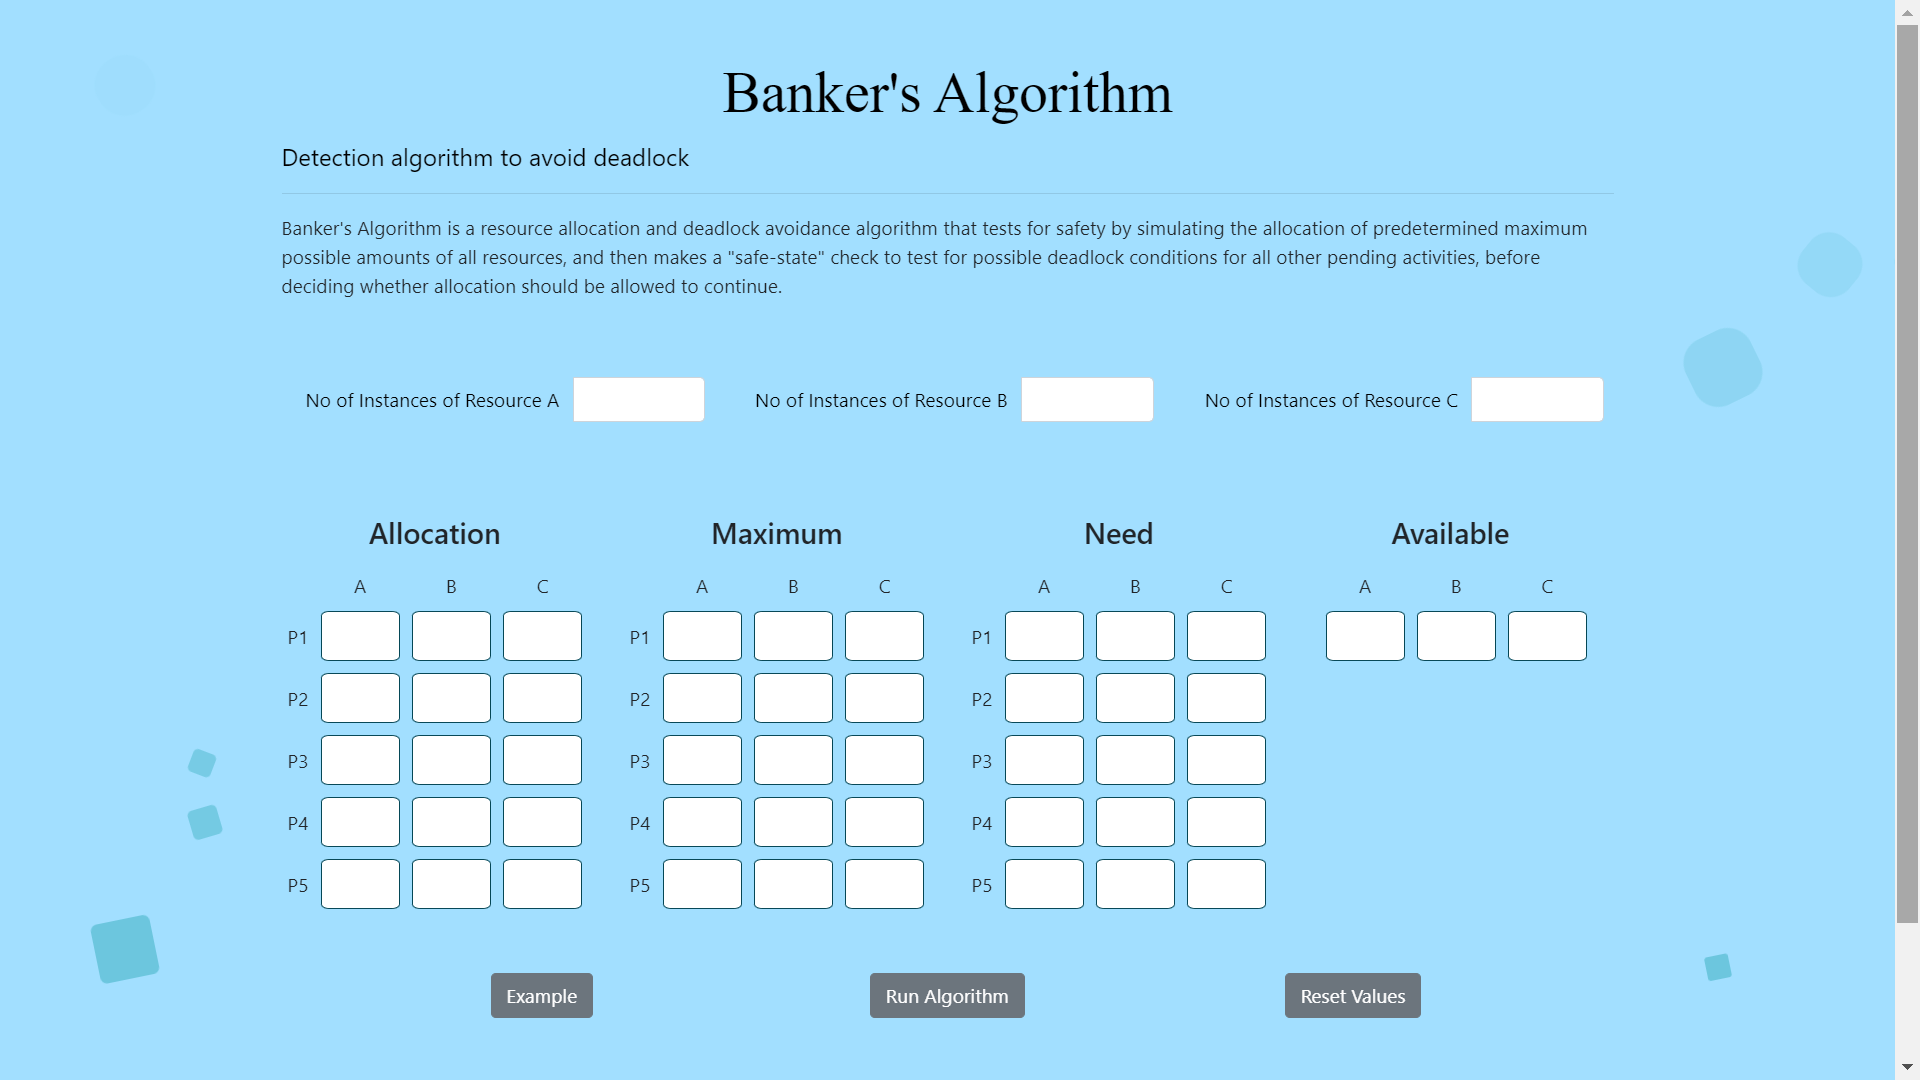 Banker's Algorithm
Detection algorithm to avoid deadlock
Banker's Algorithm is a resource allocation and deadlock avoidance algorithm that tests for safety by simulating the allocation of predetermined maximum
possible amounts of all resources, and then makes a "safe-state" check to test for possible deadlock conditions for all other pending activities, before
deciding whether allocation should be allowed to continue.
No of Instances of Resource A No of Instances of Resource B No of Instances of Resource C
Allocation Maximum Need Available
A B C A B C A B C A B C
P1 P1 P1
P2 P2 P2
P3 P3 P3
P4 P4 P4
P5 P5 P5
Example Run Algorithm Reset Values